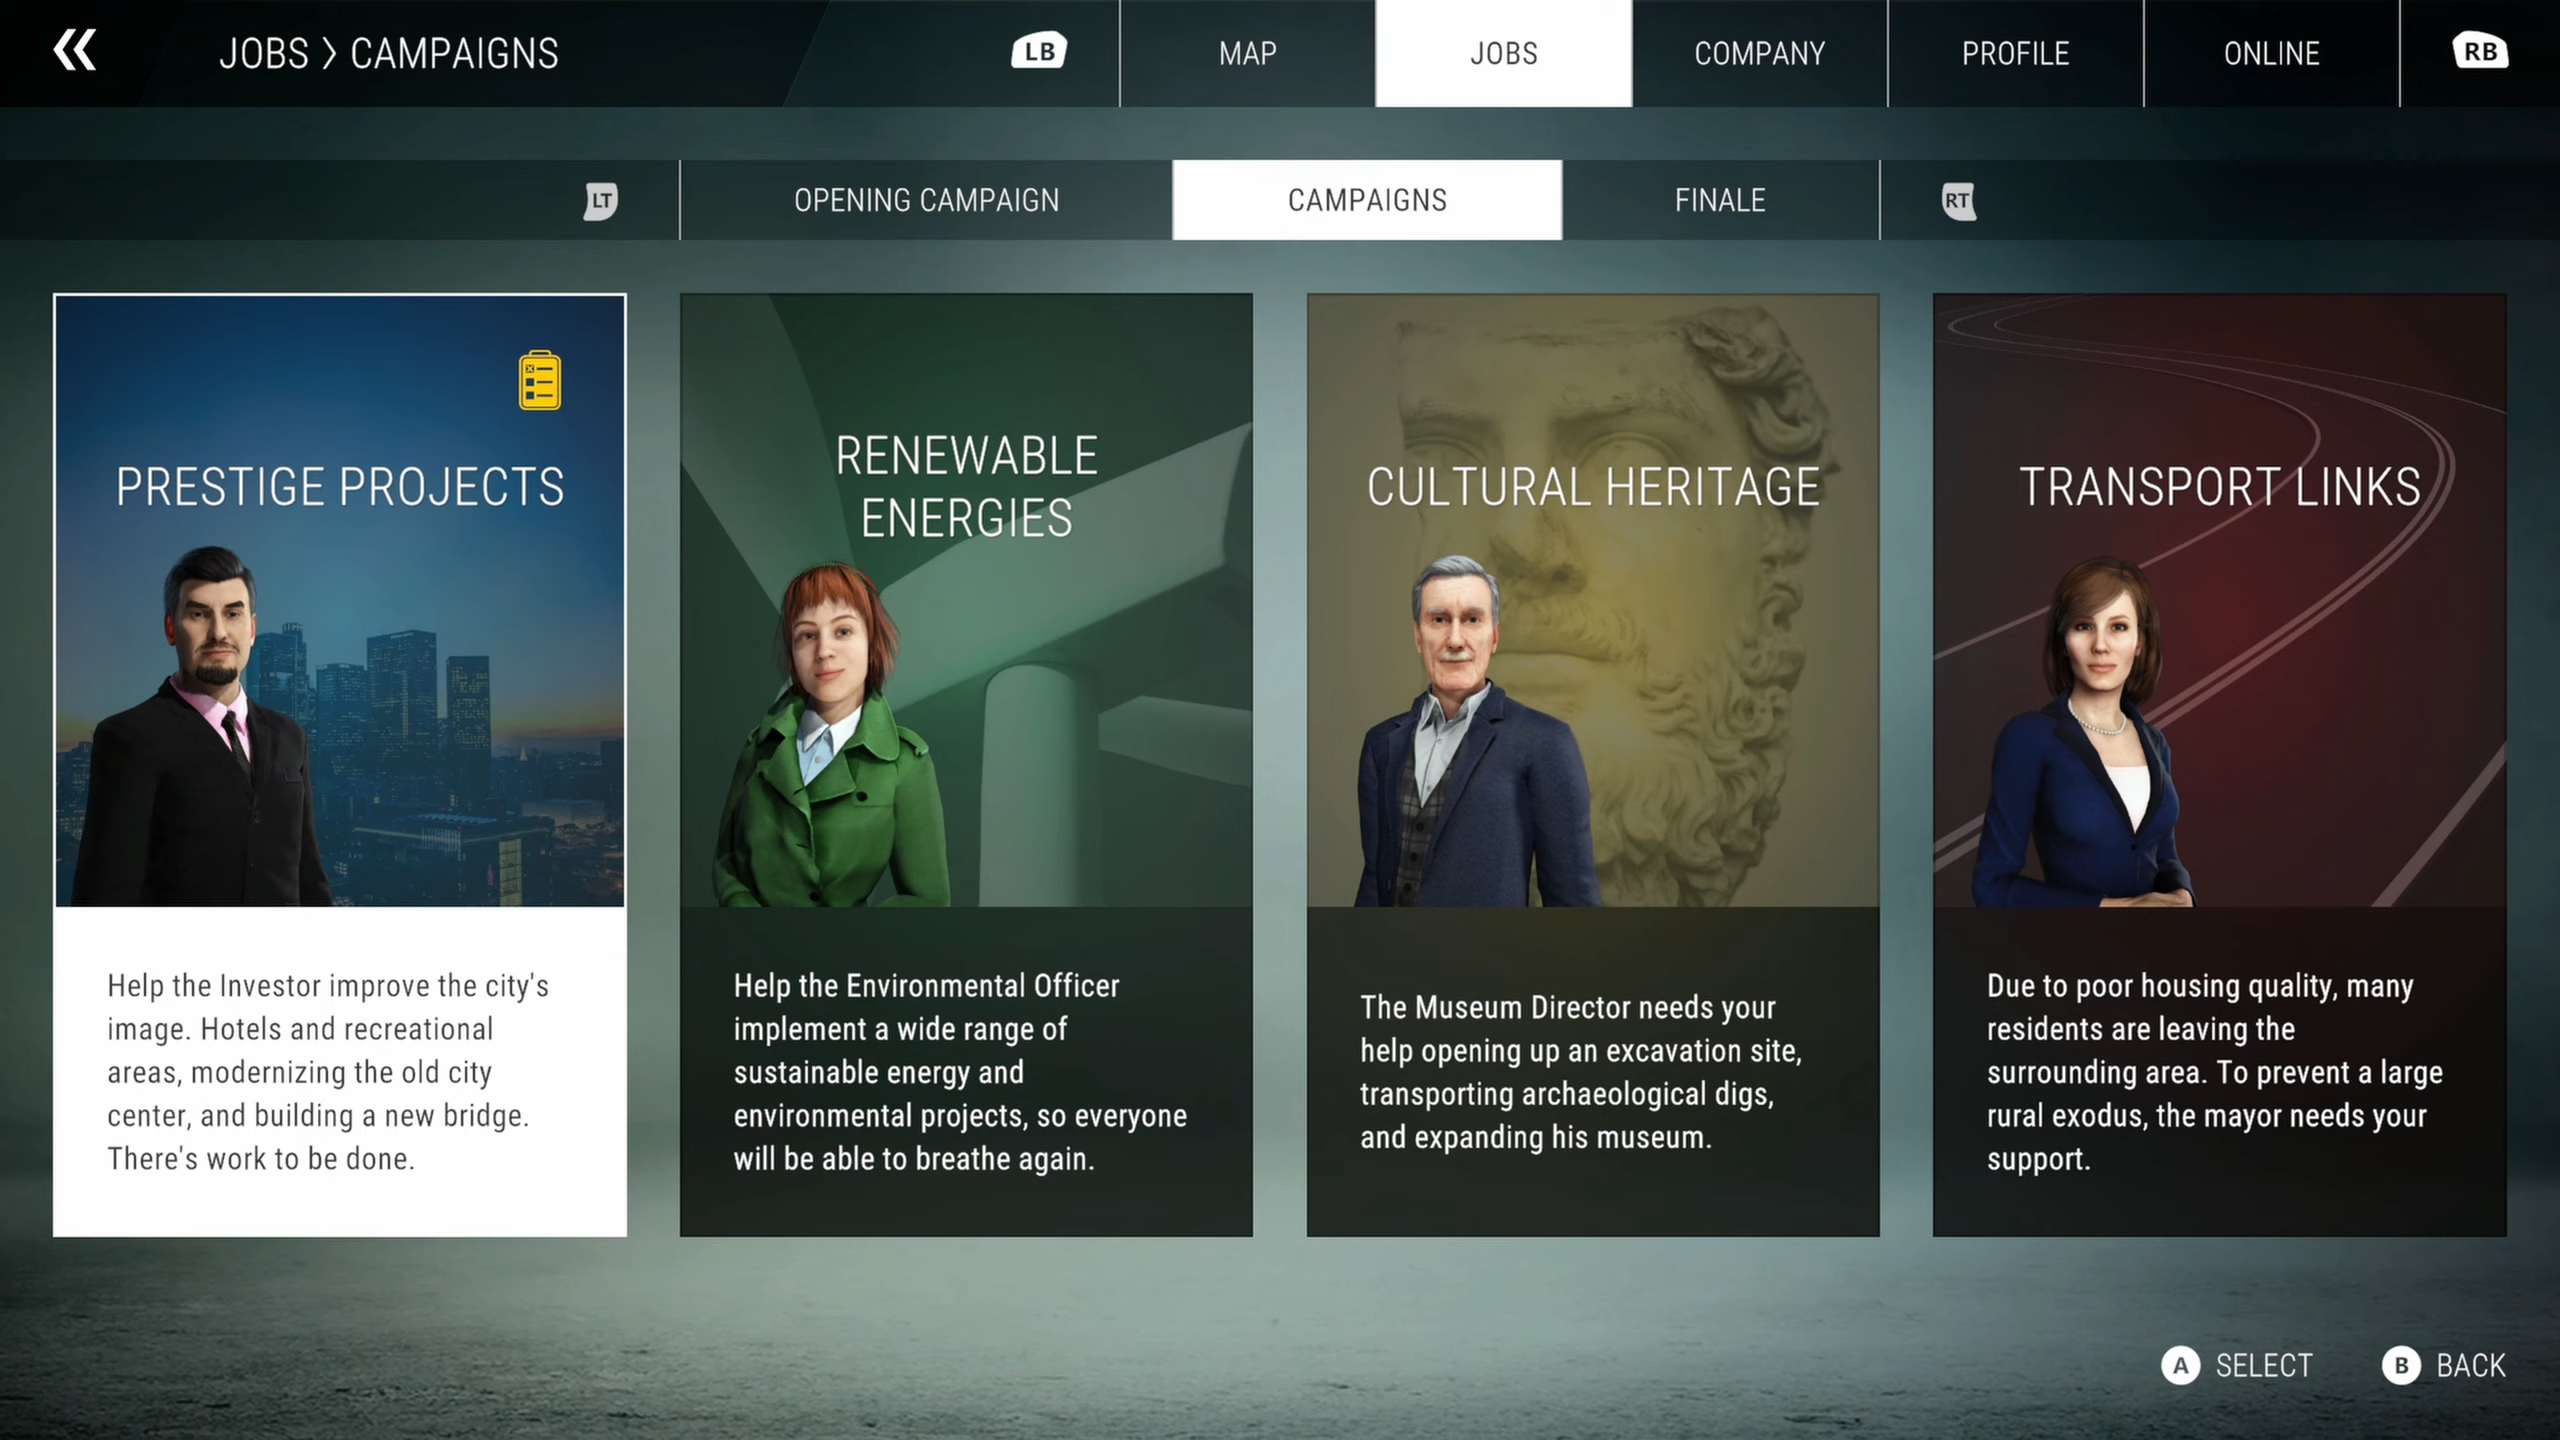 JOBS > CAMPAIGNS
LB
MAP
JOBS
COMPANY
PROFILE
ONLINE
RB
LT
OPENING CAMPAIGN
CAMPAIGNS
FINALE
RT
PRESTIGE PROJECTS
Help the Investor improve the city's
image. Hotels and recreational
areas, modernizing the old city
center, and building a new bridge.
There's work to be done.
RENEWABLE
ENERGIES
Help the Environmental Officer
implement a wide range of
sustainable energy and
environmental projects, so everyone
will be able to breathe again.
CULTURAL HERITAGE
The Museum Director needs your
help opening up an excavation site,
transporting archaeological digs,
and expanding his museum.
TRANSPORT LINKS
Due to poor housing quality, many
residents are leaving the
surrounding area. To prevent a large
rural exodus, the mayor needs your
support.
A SELECT
B BACK